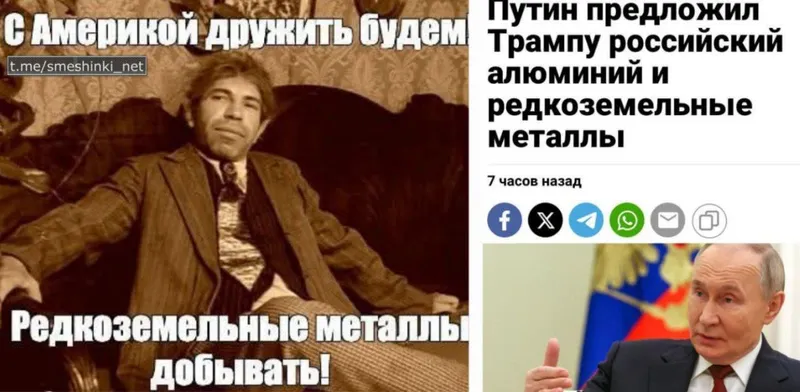 С Америкой дружить будем!
t.me/smeshinki_net
Редкоземельные металлы
добывать!
Путин предложил
Трампу российский
алюминий и
редкоземельные
металлы
7 часов назад